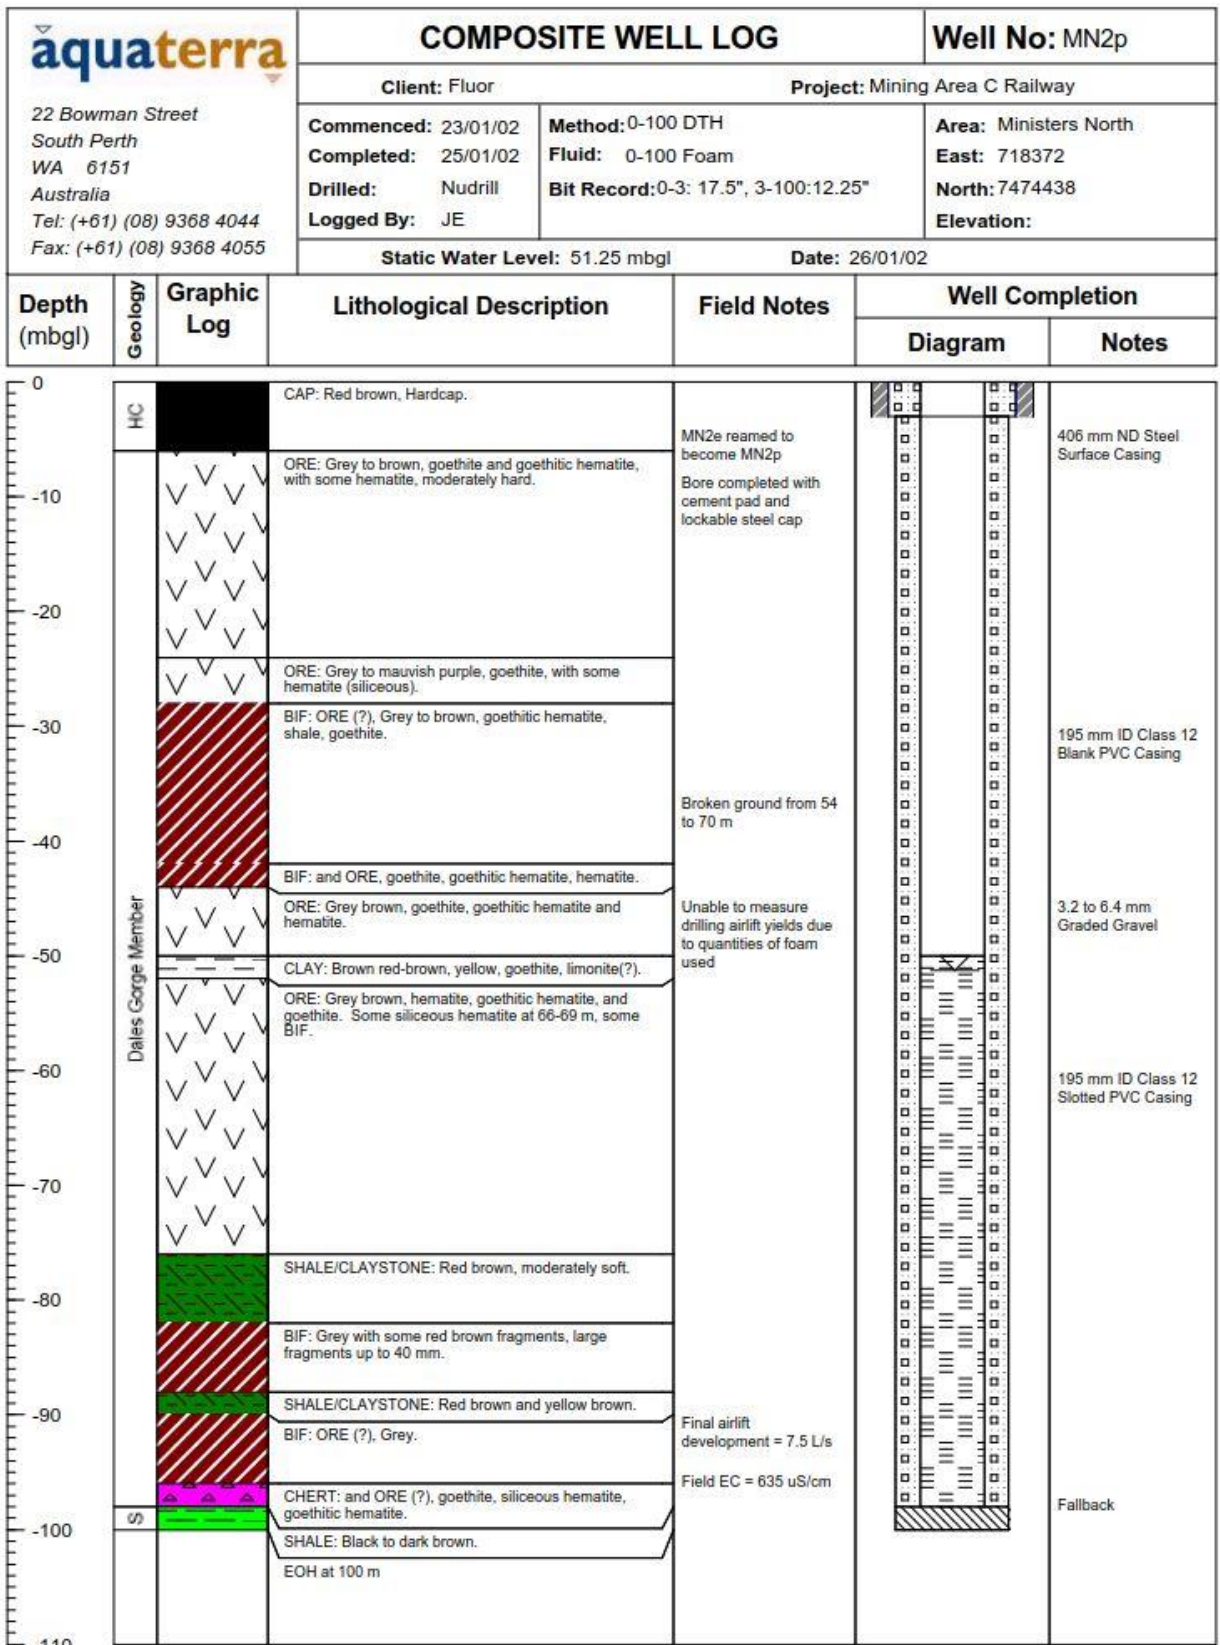 aquaterra
22 Bowman Street
South Perth
WA 6151
Australia
Tel: (+61) (08) 9368 4044
Fax: (+61) (08) 9368 4055
COMPOSITE WELL LOG
Well No: MN2p
Client: Fluor
Project: Mining Area C Railway
Commenced: 23/01/02
Completed: 25/01/02
Drilled: Nudrill
Logged By: JE
Method: 0-100 DTH
Fluid: 0-100 Foam
Bit Record: 0-3: 17.5", 3-100:12.25"
Area: Ministers North
East: 718372
North: 7474438
Elevation:
Static Water Level: 51.25 mbgl
Date: 26/01/02
Depth
(mbgl)
Geology
Graphic
Log
Lithological Description
Field Notes
Well Completion
Diagram
Notes
0
-10
-20
-30
-40
-50
-60
-70
-80
-90
-100
-110
HC
Dales Gorge Member
S
CAP: Red brown, Hardcap.
ORE: Grey to brown, goethite and goethitic hematite,
with some hematite, moderately hard.
ORE: Grey to mauvish purple, goethite, with some
hematite (siliceous).
BIF: ORE (?), Grey to brown, goethitic hematite,
shale, goethite.
BIF: and ORE, goethite, goethitic hematite, hematite.
ORE: Grey brown, goethite, goethitic hematite and
hematite.
CLAY: Brown red-brown, yellow, goethite, limonite(?).
ORE: Grey brown, hematite, goethitic hematite, and
goethite. Some siliceous hematite at 66-69 m, some
BIF.
SHALE/CLAYSTONE: Red brown, moderately soft.
BIF: Grey with some red brown fragments, large
fragments up to 40 mm.
SHALE/CLAYSTONE: Red brown and yellow brown.
BIF: ORE (?), Grey.
CHERT: and ORE (?), goethite, siliceous hematite,
goethitic hematite.
SHALE: Black to dark brown.
EOH at 100 m
MN2e reamed to
become MN2p
Bore completed with
cement pad and
lockable steel cap
Broken ground from 54
to 70 m
Unable to measure
drilling airlift yields due
to quantities of foam
used
Final airlift
development = 7.5 L/s
Field EC = 635 uS/cm
406 mm ND Steel
Surface Casing
195 mm ID Class 12
Blank PVC Casing
3.2 to 6.4 mm
Graded Gravel
195 mm ID Class 12
Slotted PVC Casing
Fallback